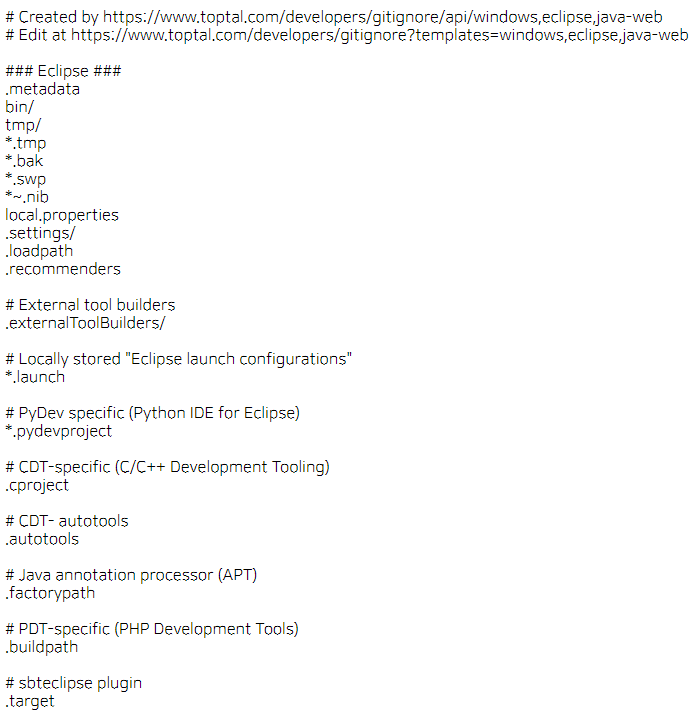 # Created by https://www.toptal.com/developers/gitignore/api/windows,eclipse,java-web
# Edit at https://www.toptal.com/developers/gitignore?templates=windows,eclipse,java-web

### Eclipse ###
.metadata
bin/
tmp/
*.tmp
*.bak
*.swp
*~.nib
local.properties
.settings/
.loadpath
.recommenders

# External tool builders
.externalToolBuilders/

# Locally stored "Eclipse launch configurations"
*.launch

# PyDev specific (Python IDE for Eclipse)
*.pydevproject

# CDT-specific (C/C++ Development Tooling)
.cproject

# CDT- autotools
.autotools

# Java annotation processor (APT)
.factorypath

# PDT-specific (PHP Development Tools)
.buildpath

# sbteclipse plugin
.target